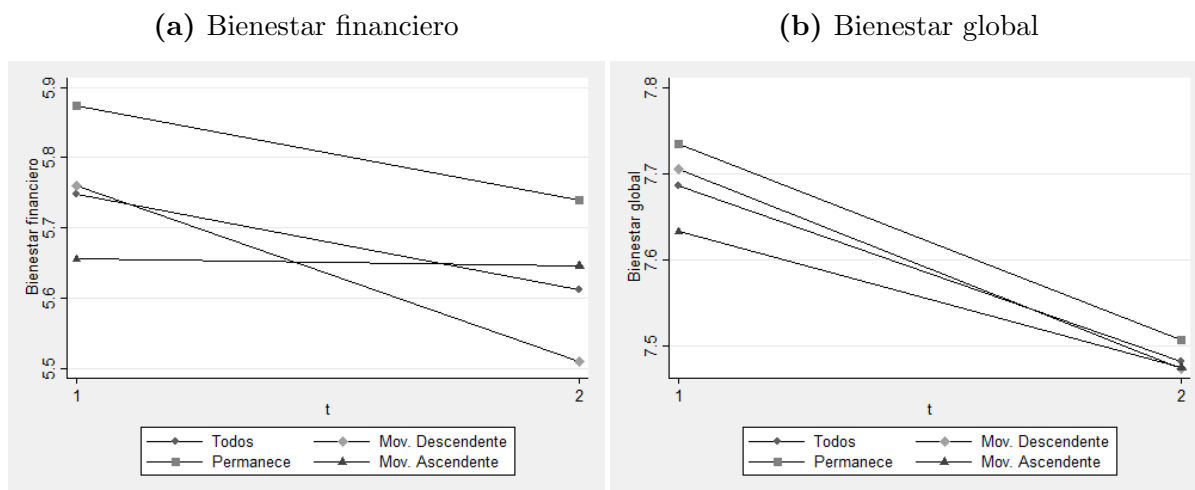 (a) Bienestar financiero
Bienestar financiero
5.9
5.8
5.7
5.6
5.5
1
2
t
Todos
Mov. Descendente
Permanece
Mov. Ascendente
(b) Bienestar global
Bienestar global
7.8
7.7
7.6
7.5
1
2
t
Todos
Mov. Descendente
Permanece
Mov. Ascendente